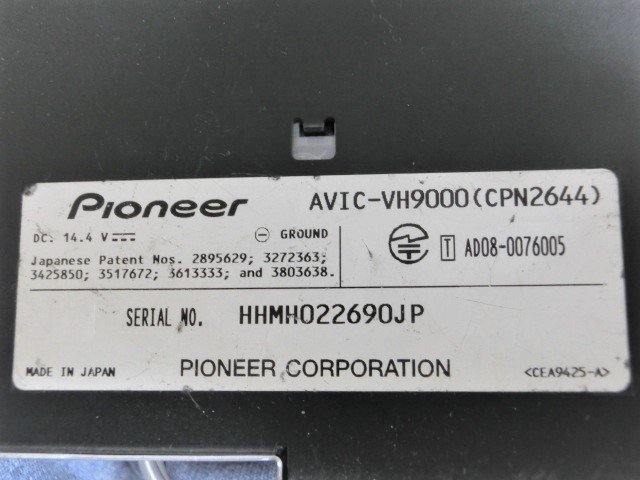 Pioneer
AVIC-VH9000(CPN2644)
DC. 14.4 V
⊖ GROUND
T AD08-0076005
Japanese Patent Nos. 2895629; 3272363;
3425850; 3517672; 3613333; and 3803638.
SERIAL NO. HHMH022690JP
MADE IN JAPAN
PIONEER CORPORATION
<CEA9425-A>